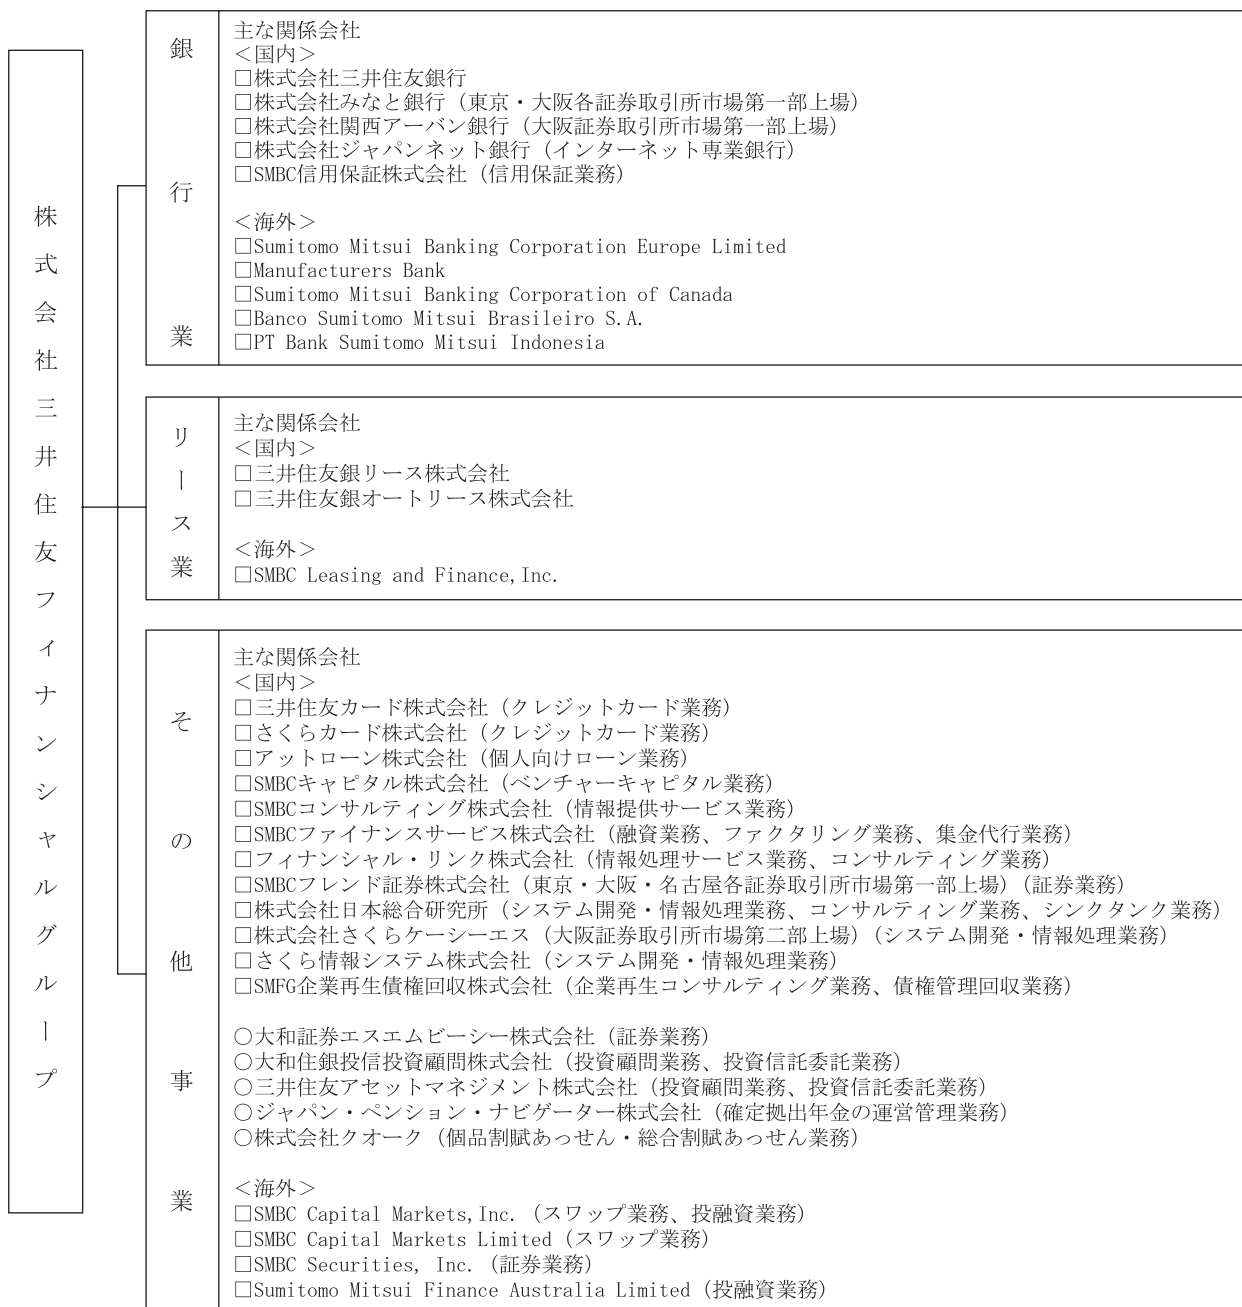 株式会社三井住友フィナンシャルグループ
銀行業
主な関係会社
＜国内＞
□株式会社三井住友銀行
□株式会社みなと銀行（東京・大阪各証券取引所市場第一部上場）
□株式会社関西アーバン銀行（大阪証券取引所市場第一部上場）
□株式会社ジャパンネット銀行（インターネット専業銀行）
□SMBC信用保証株式会社（信用保証業務）
＜海外＞
□Sumitomo Mitsui Banking Corporation Europe Limited
□Manufacturers Bank
□Sumitomo Mitsui Banking Corporation of Canada
□Banco Sumitomo Mitsui Brasileiro S.A.
□PT Bank Sumitomo Mitsui Indonesia
リース業
主な関係会社
＜国内＞
□三井住友銀リース株式会社
□三井住友銀オートリース株式会社
＜海外＞
□SMBC Leasing and Finance,Inc.
その他事業
主な関係会社
＜国内＞
□三井住友カード株式会社（クレジットカード業務）
□さくらカード株式会社（クレジットカード業務）
□アットローン株式会社（個人向けローン業務）
□SMBCキャピタル株式会社（ベンチャーキャピタル業務）
□SMBCコンサルティング株式会社（情報提供サービス業務）
□SMBCファイナンスサービス株式会社（融資業務、ファクタリング業務、集金代行業務）
□フィナンシャル・リンク株式会社（情報処理サービス業務、コンサルティング業務）
□SMBCフレンド証券株式会社（東京・大阪・名古屋各証券取引所市場第一部上場）（証券業務）
□株式会社日本総合研究所（システム開発・情報処理業務、コンサルティング業務、シンクタンク業務）
□株式会社さくらケーシーエス（大阪証券取引所市場第二部上場）（システム開発・情報処理業務）
□さくら情報システム株式会社（システム開発・情報処理業務）
□SMFG企業再生債権回収株式会社（企業再生コンサルティング業務、債権管理回収業務）
○大和証券エスエムビーシー株式会社（証券業務）
○大和住銀投信投資顧問株式会社（投資顧問業務、投資信託委託業務）
○三井住友アセットマネジメント株式会社（投資顧問業務、投資信託委託業務）
○ジャパン・ペンション・ナビゲーター株式会社（確定拠出年金の運営管理業務）
○株式会社クオーク（個品割賦あっせん・総合割賦あっせん業務）
＜海外＞
□SMBC Capital Markets,Inc.（スワップ業務、投融資業務）
□SMBC Capital Markets Limited（スワップ業務）
□SMBC Securities, Inc.（証券業務）
□Sumitomo Mitsui Finance Australia Limited（投融資業務）